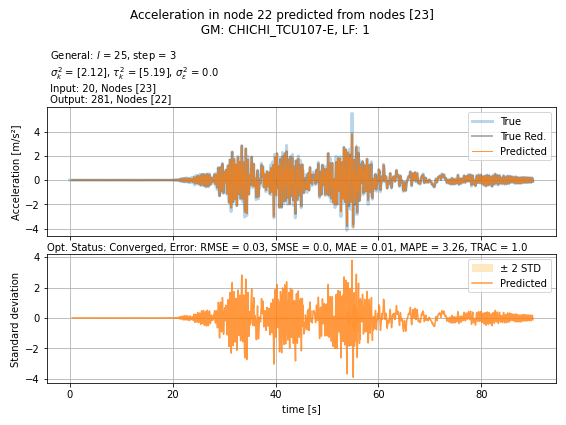 Acceleration in node 22 predicted from nodes [23]
GM: CHICHI_TCU107-E, LF: 1
General: l = 25, step = 3
σ²ₖ = [2.12], τ²ₖ = [5.19], σ²ε = 0.0
Input: 20, Nodes [23]
Output: 281, Nodes [22]
Acceleration [m/s²]
4
2
0
−2
−4
True
True Red.
Predicted
Opt. Status: Converged, Error: RMSE = 0.03, SMSE = 0.0, MAE = 0.01, MAPE = 3.26, TRAC = 1.0
Standard deviation
4
2
0
−2
−4
± 2 STD
Predicted
0 20 40 60 80
time [s]